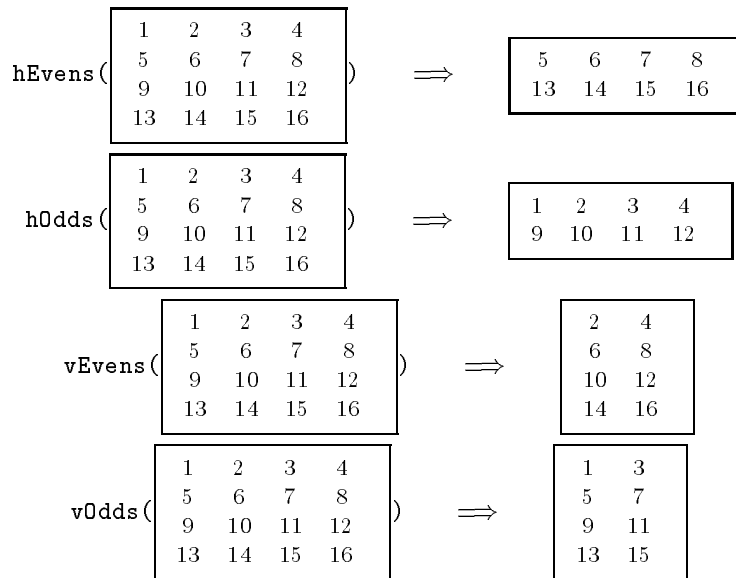 1 2 3 4
5 6 7 8
hEvens( 9 10 11 12 ) ⟹ 5 6 7 8
13 14 15 16 13 14 15 16
1 2 3 4
5 6 7 8
hOdds( 9 10 11 12 ) ⟹ 1 2 3 4
13 14 15 16 9 10 11 12
1 2 3 4 2 4
5 6 7 8 6 8
vEvens( 9 10 11 12 ) ⟹ 10 12
13 14 15 16 14 16
1 2 3 4 1 3
5 6 7 8 5 7
vOdds( 9 10 11 12 ) ⟹ 9 11
13 14 15 16 13 15